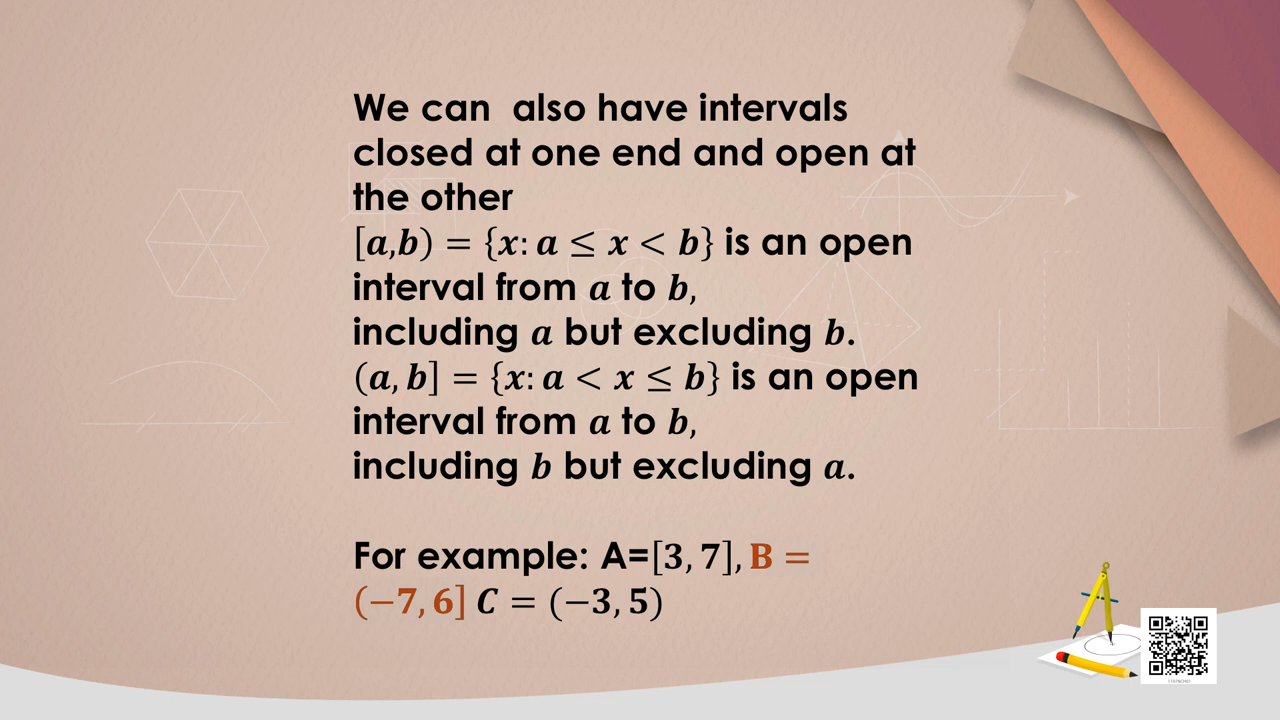 We can also have intervals
closed at one end and open at
the other
[a,b) = {x: a ≤ x < b} is an open
interval from a to b,
including a but excluding b.
(a, b] = {x: a < x ≤ b} is an open
interval from a to b,
including b but excluding a.
For example: A=[3, 7], B =
(−7, 6] C = (−3, 5)